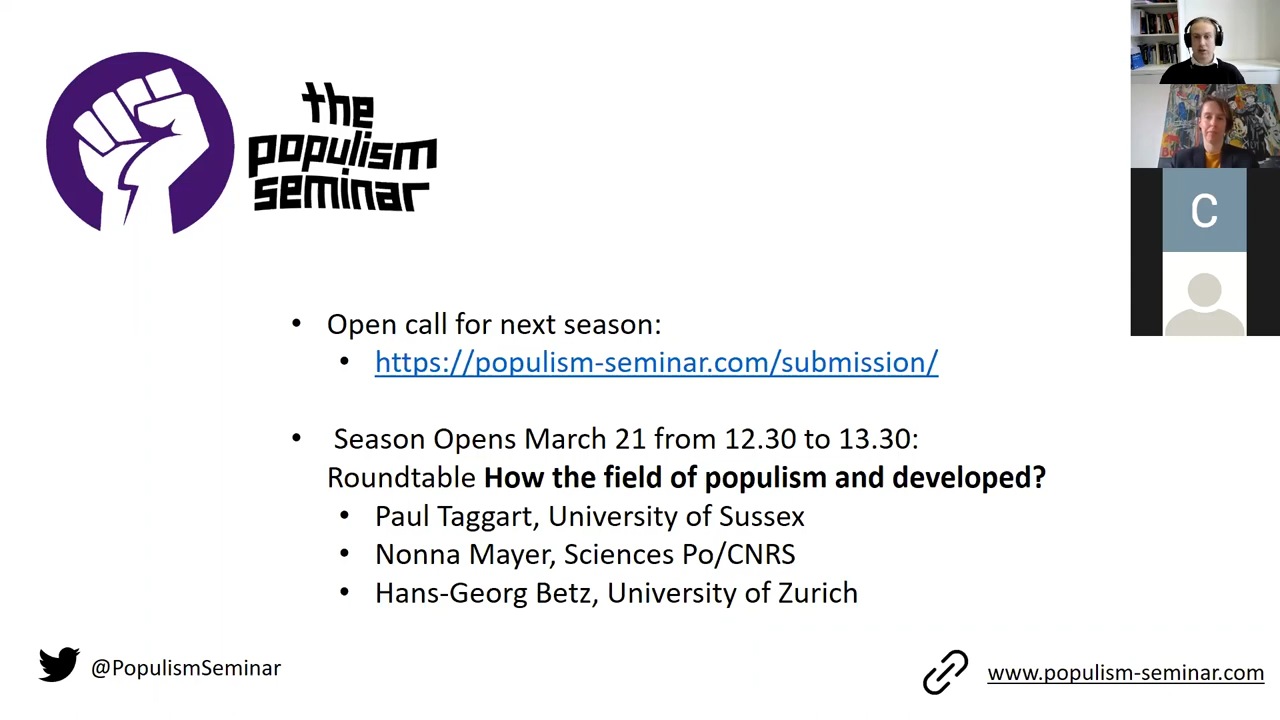 the
populism
seminar
C
• Open call for next season:
• https://populism-seminar.com/submission/
• Season Opens March 21 from 12.30 to 13.30:
Roundtable How the field of populism and developed?
• Paul Taggart, University of Sussex
• Nonna Mayer, Sciences Po/CNRS
• Hans-Georg Betz, University of Zurich
@PopulismSeminar
www.populism-seminar.com